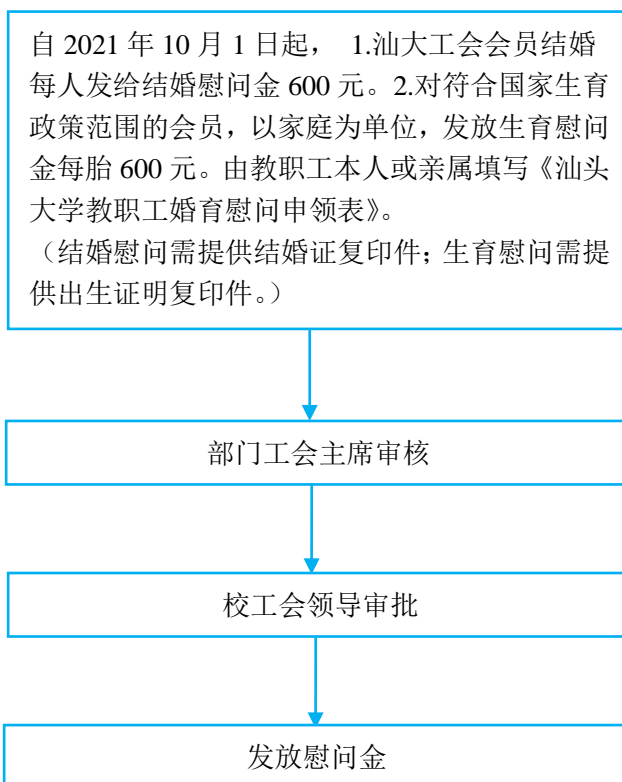 自 2021 年 10 月 1 日起， 1.汕大工会会员结婚
每人发给结婚慰问金 600 元。2.对符合国家生育
政策范围的会员，以家庭为单位，发放生育慰问
金每胎 600 元。由教职工本人或亲属填写《汕头
大学教职工婚育慰问申领表》。
（结婚慰问需提供结婚证复印件；生育慰问需提
供出生证明复印件。）
部门工会主席审核
校工会领导审批
发放慰问金